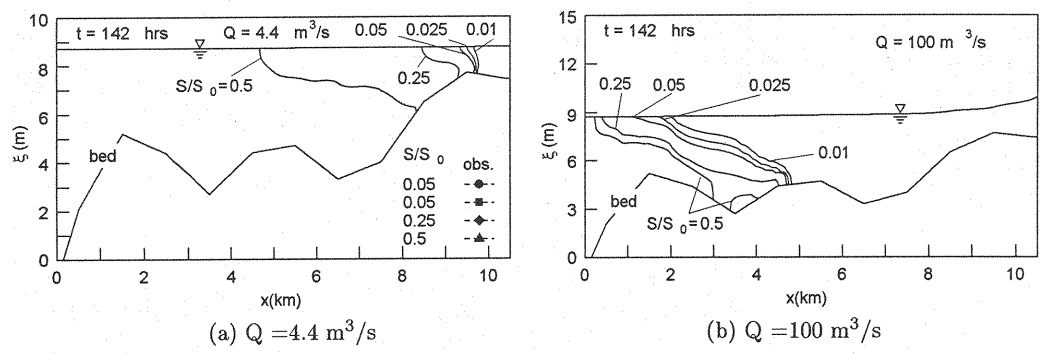 t = 142 hrs Q = 4.4 m³/s 0.05 0.025 0.01
S/S₀=0.5
0.25
bed
S/S₀ obs.
0.05
0.05
0.25
0.5
10
8
6
4
2
0
ξ (m)
0 2 4 6 8 10
x(km)
(a) Q =4.4 m³/s
t = 142 hrs
Q = 100 m³/s
0.25 0.05 0.025
0.01
bed
S/S₀=0.5
15
12
9
6
3
0
ξ (m)
0 2 4 6 8 10
x(km)
(b) Q =100 m³/s